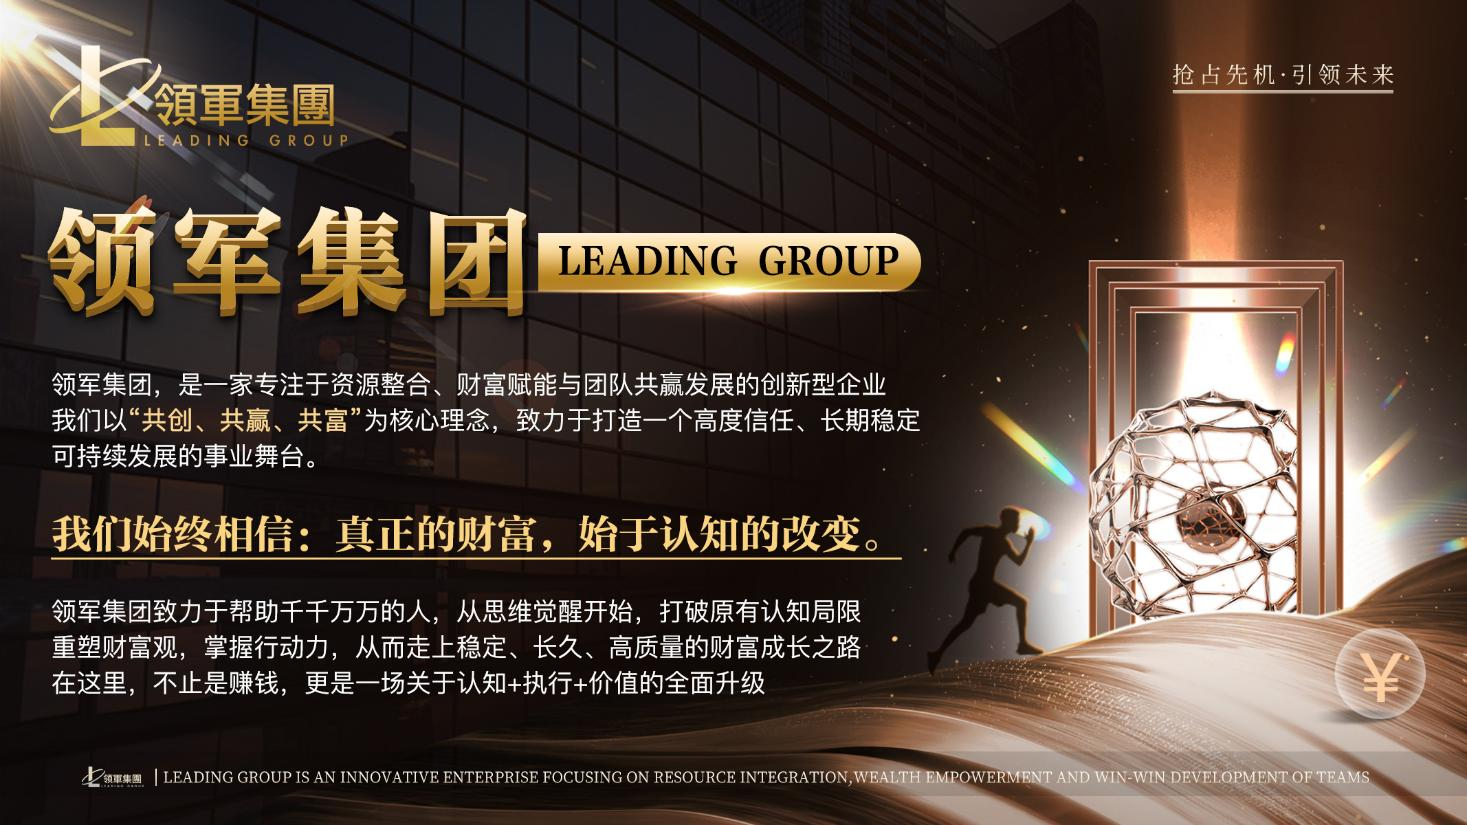 領軍集團
LEADING GROUP
抢占先机·引领未来
领军集团 LEADING GROUP
领军集团，是一家专注于资源整合、财富赋能与团队共赢发展的创新型企业
我们以“共创、共赢、共富”为核心理念，致力于打造一个高度信任、长期稳定
可持续发展的事业舞台。
我们始终相信：真正的财富，始于认知的改变。
领军集团致力于帮助千千万万的人，从思维觉醒开始，打破原有认知局限
重塑财富观，掌握行动力，从而走上稳定、长久、高质量的财富成长之路
在这里，不止是赚钱，更是一场关于认知+执行+价值的全面升级
¥
領軍集團
LEADING GROUP
LEADING GROUP IS AN INNOVATIVE ENTERPRISE FOCUSING ON RESOURCE INTEGRATION,WEALTH EMPOWERMENT AND WIN-WIN DEVELOPMENT OF TEAMS